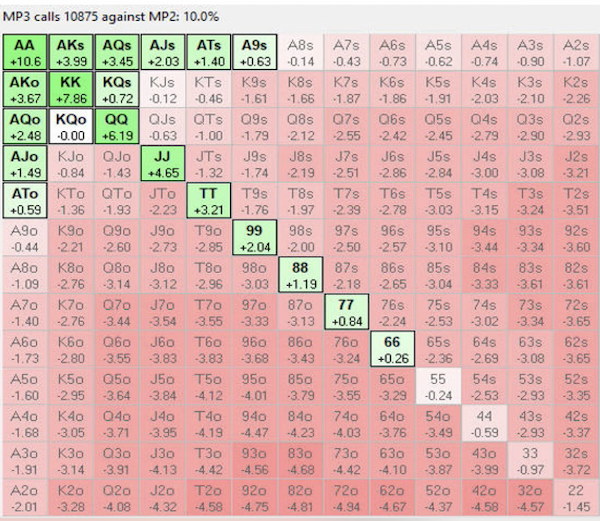 MP3 calls 10875 against MP2: 10.0%
AA AKs AQs AJs ATs A9s A8s A7s A6s A5s A4s A3s A2s
+10.6 +3.99 +3.45 +2.03 +1.40 +0.63 -0.14 -0.43 -0.73 -0.62 -0.74 -0.90 -1.07
AKo KK KQs KJs KTs K9s K8s K7s K6s K5s K4s K3s K2s
+3.67 +7.86 +0.72 -0.12 -0.46 -1.61 -1.66 -1.87 -1.86 -1.91 -2.03 -2.10 -2.26
AQo KQo QQ QJs QTs Q9s Q8s Q7s Q6s Q5s Q4s Q3s Q2s
+2.48 -0.00 +6.19 -0.63 -1.00 -1.79 -2.12 -2.55 -2.42 -2.45 -2.79 -2.90 -2.93
AJo KJo QJo JJ JTs J9s J8s J7s J6s J5s J4s J3s J2s
+1.49 -0.84 -1.43 +4.65 -1.32 -1.74 -2.19 -2.51 -2.86 -2.84 -3.00 -3.08 -3.21
ATo KTo QTo JTo TT T9s T8s T7s T6s T5s T4s T3s T2s
+0.59 -1.36 -1.93 -2.23 +3.21 -1.76 -1.97 -2.39 -2.78 -3.03 -3.15 -3.24 -3.51
A9o K9o Q9o J9o T9o 99 98s 97s 96s 95s 94s 93s 92s
-0.44 -2.21 -2.60 -2.73 -2.85 +2.04 -2.00 -2.50 -2.57 -3.10 -3.44 -3.34 -3.60
A8o K8o Q8o J8o T8o 98o 88 87s 86s 85s 84s 83s 82s
-1.09 -2.76 -3.14 -3.12 -2.96 -3.03 +1.19 -2.18 -2.65 -3.04 -3.33 -3.61 -3.61
A7o K7o Q7o J7o T7o 97o 87o 77 76s 75s 74s 73s 72s
-1.40 -2.76 -3.44 -3.54 -3.55 -3.33 -3.13 +0.84 -2.24 -2.53 -3.02 -3.34 -3.65
A6o K6o Q6o J6o T6o 96o 86o 76o 66 65s 64s 63s 62s
-1.73 -2.80 -3.55 -3.83 -3.83 -3.68 -3.43 -3.24 +0.26 -2.36 -2.69 -3.08 -3.65
A5o K5o Q5o J5o T5o 95o 85o 75o 65o 55 54s 53s 52s
-1.60 -2.95 -3.64 -3.84 -4.12 -4.01 -3.79 -3.55 -3.29 -0.24 -2.53 -2.93 -3.35
A4o K4o Q4o J4o T4o 94o 84o 74o 64o 54o 44 43s 42s
-1.68 -3.05 -3.71 -3.95 -4.19 -4.47 -4.23 -4.03 -3.76 -3.49 -0.59 -2.93 -3.37
A3o K3o Q3o J3o T3o 93o 83o 73o 63o 53o 43o 33 32s
-1.91 -3.14 -3.91 -4.13 -4.42 -4.56 -4.68 -4.42 -4.10 -3.87 -3.99 -0.97 -3.72
A2o K2o Q2o J2o T2o 92o 82o 72o 62o 52o 42o 32o 22
-2.01 -3.28 -4.08 -4.32 -4.58 -4.75 -4.81 -4.94 -4.67 -4.37 -4.58 -4.57 -1.45